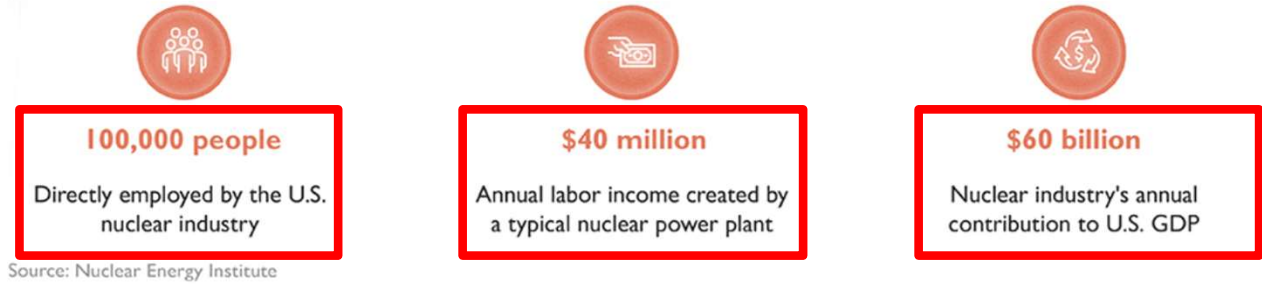 100,000 people
Directly employed by the U.S.
nuclear industry
$40 million
Annual labor income created by
a typical nuclear power plant
$60 billion
Nuclear industry's annual
contribution to U.S. GDP
Source: Nuclear Energy Institute